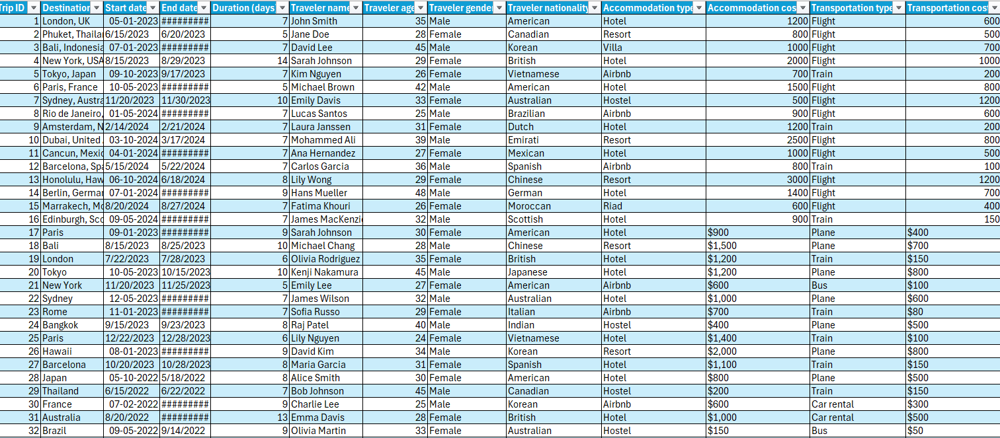 Trip ID Destination Start date End date Duration (days Traveler name Traveler age Traveler gender Traveler nationality Accommodation type Accommodation cos Transportation type Transportation cost
1 London, UK 05-01-2023 ######### 7 John Smith 35 Male American Hotel 1200 Flight 600
2 Phuket, Thailan 6/15/2023 6/20/2023 5 Jane Doe 28 Female Canadian Resort 800 Flight 500
3 Bali, Indonesia 07-01-2023 ######### 7 David Lee 45 Male Korean Villa 1000 Flight 700
4 New York, USA 8/15/2023 8/29/2023 14 Sarah Johnson 29 Female British Hotel 2000 Flight 1000
5 Tokyo, Japan 09-10-2023 9/17/2023 7 Kim Nguyen 26 Female Vietnamese Airbnb 700 Train 200
6 Paris, France 10-05-2023 ######### 5 Michael Brown 42 Male American Hotel 1500 Flight 800
7 Sydney, Austra 11/20/2023 11/30/2023 10 Emily Davis 33 Female Australian Hostel 500 Flight 1200
8 Rio de Janeiro, 01-05-2024 ######### 7 Lucas Santos 25 Male Brazilian Airbnb 900 Flight 600
9 Amsterdam, N 2/14/2024 2/21/2024 7 Laura Janssen 31 Female Dutch Hotel 1200 Train 200
10 Dubai, United 03-10-2024 3/17/2024 7 Mohammed Ali 39 Male Emirati Resort 2500 Flight 800
11 Cancun, Mexic 04-01-2024 ######### 7 Ana Hernandez 27 Female Mexican Hotel 1000 Flight 500
12 Barcelona, Spa 5/15/2024 5/22/2024 7 Carlos Garcia 36 Male Spanish Airbnb 800 Train 100
13 Honolulu, Haw 06-10-2024 6/18/2024 8 Lily Wong 29 Female Chinese Resort 3000 Flight 1200
14 Berlin, German 07-01-2024 ######### 9 Hans Mueller 48 Male German Hotel 1400 Flight 700
15 Marrakech, Mo 8/20/2024 8/27/2024 7 Fatima Khouri 26 Female Moroccan Riad 600 Flight 400
16 Edinburgh, Sco 09-05-2024 ######### 7 James MacKenzie 32 Male Scottish Hotel 900 Train 150
17 Paris 09-01-2023 ######### 9 Sarah Johnson 30 Female American Hotel $900 Plane $400
18 Bali 8/15/2023 8/25/2023 10 Michael Chang 28 Male Chinese Resort $1,500 Plane $700
19 London 7/22/2023 7/28/2023 6 Olivia Rodriguez 35 Female British Hotel $1,200 Train $150
20 Tokyo 10-05-2023 10/15/2023 10 Kenji Nakamura 45 Male Japanese Hotel $1,200 Plane $800
21 New York 11/20/2023 11/25/2023 5 Emily Lee 27 Female American Airbnb $600 Bus $100
22 Sydney 12-05-2023 ######### 7 James Wilson 32 Male Australian Hotel $1,000 Plane $600
23 Rome 11-01-2023 ######### 7 Sofia Russo 29 Female Italian Airbnb $700 Train $80
24 Bangkok 9/15/2023 9/23/2023 8 Raj Patel 40 Male Indian Hostel $400 Plane $500
25 Paris 12/22/2023 12/28/2023 6 Lily Nguyen 24 Female Vietnamese Hotel $1,400 Train $100
26 Hawaii 08-01-2023 ######### 9 David Kim 34 Male Korean Resort $2,000 Plane $800
27 Barcelona 10/20/2023 10/28/2023 8 Maria Garcia 31 Female Spanish Hotel $1,100 Train $150
28 Japan 05-10-2022 5/18/2022 8 Alice Smith 30 Female American Hotel $800 Plane $500
29 Thailand 6/15/2022 6/22/2022 7 Bob Johnson 45 Male Canadian Hostel $200 Train $150
30 France 07-02-2022 ######### 9 Charlie Lee 25 Male Korean Airbnb $600 Car rental $300
31 Australia 8/20/2022 ######### 13 Emma Davis 28 Female British Hotel $1,000 Car rental $500
32 Brazil 09-05-2022 9/14/2022 9 Olivia Martin 33 Female Australian Hostel $150 Bus $50